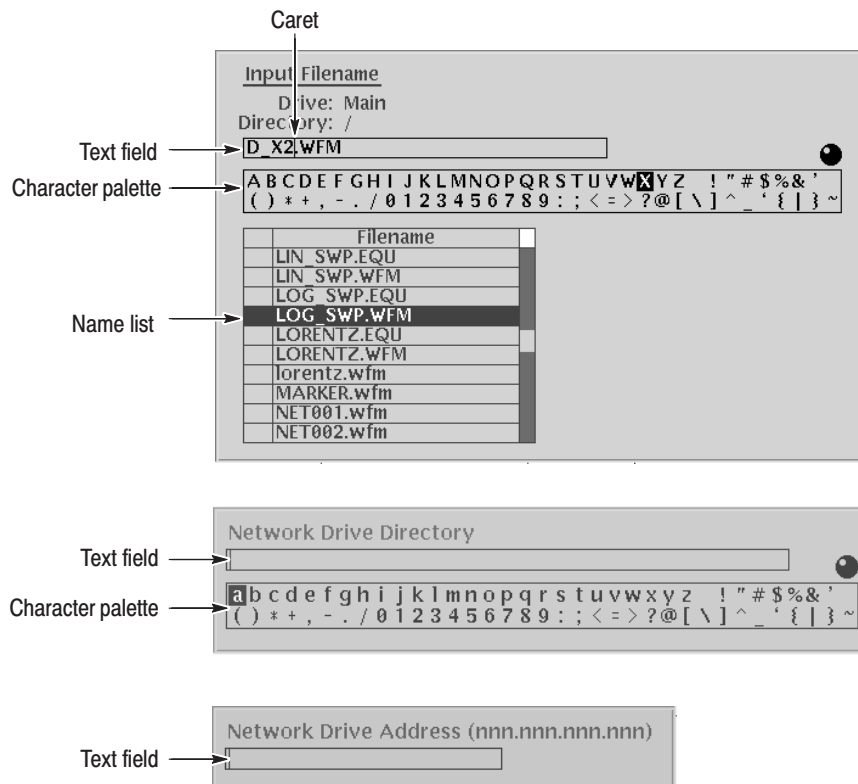 Caret
Input Filename
Drive: Main
Directory: /
Text field
D_X2.WFM
Character palette
A B C D E F G H I J K L M N O P Q R S T U V W X Y Z ! " # $ % & '
( ) * + , - . / 0 1 2 3 4 5 6 7 8 9 : ; < = > ? @ [ \ ] ^ _ ‘ { | } ~
Filename
LIN_SWP.EQU
LIN_SWP.WFM
LOG_SWP.EQU
Name list
LOG_SWP.WFM
LORENTZ.EQU
LORENTZ.WFM
lorentz.wfm
MARKER.wfm
NET001.wfm
NET002.wfm
Network Drive Directory
Text field
Character palette
a b c d e f g h i j k l m n o p q r s t u v w x y z ! " # $ % & '
( ) * + , - . / 0 1 2 3 4 5 6 7 8 9 : ; < = > ? @ [ \ ] ^ _ ‘ { | } ~
Network Drive Address (nnn.nnn.nnn.nnn)
Text field